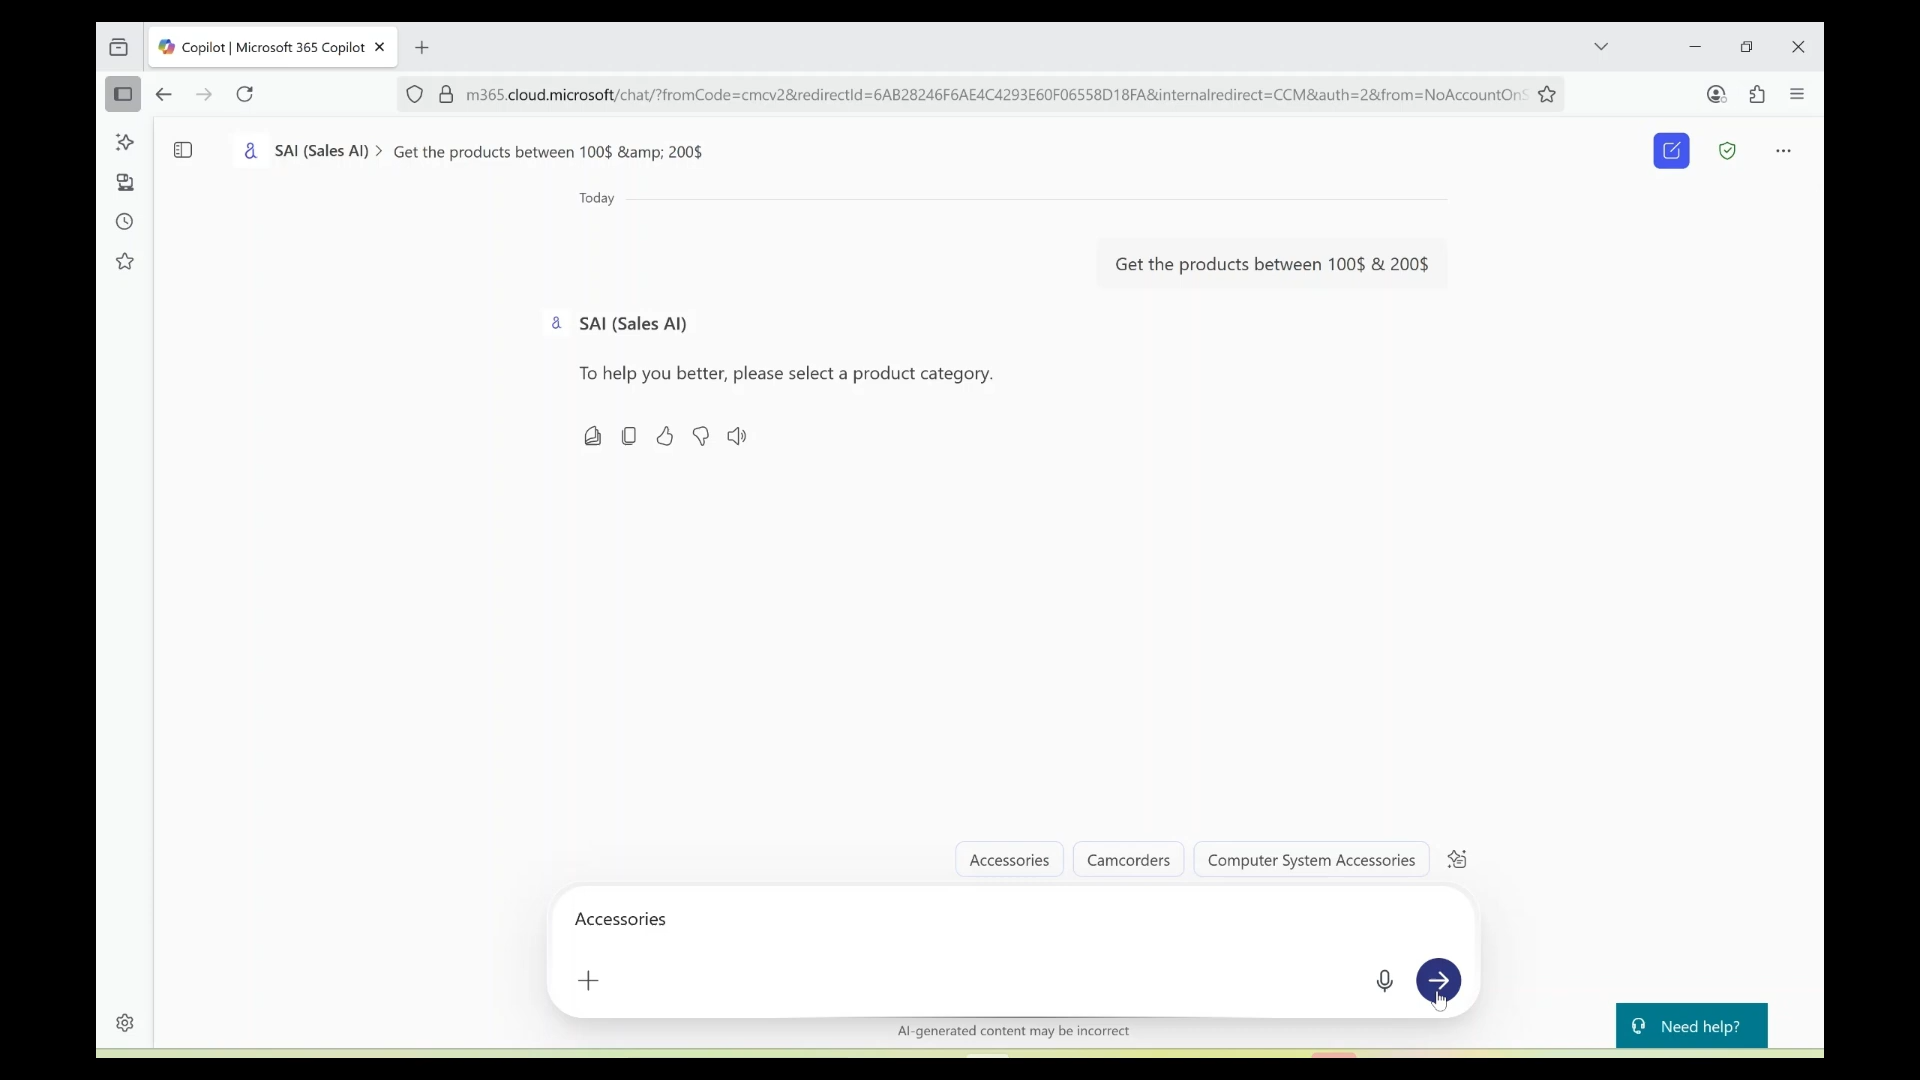 Copilot | Microsoft 365 Copilot
m365.cloud.microsoft/chat/?fromCode=cmcv2&redirectId=6AB28246F6AE4C4293E60F06558D18FA&internalredirect=CCM&auth=2&from=NoAccountOnS
SAI (Sales AI) > Get the products between 100$ &amp; 200$
Today
Get the products between 100$ & 200$
SAI (Sales AI)
To help you better, please select a product category.
Accessories Camcorders Computer System Accessories
Accessories
AI-generated content may be incorrect
Need help?